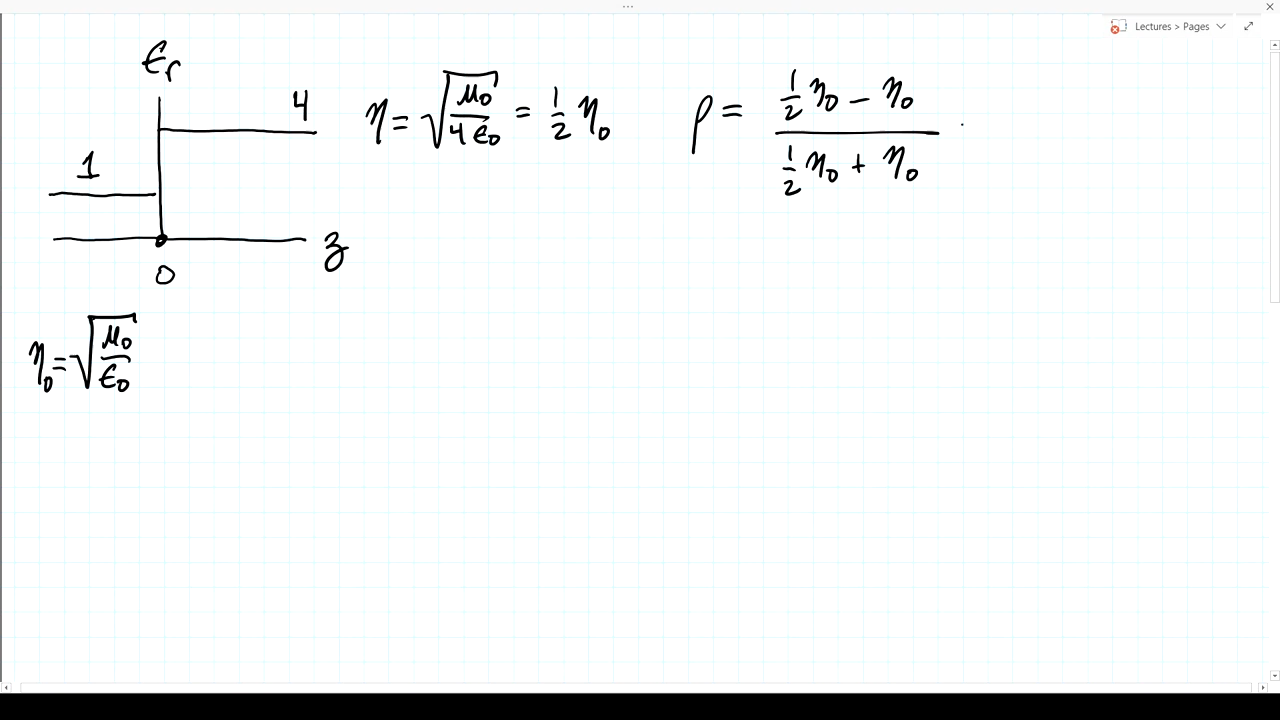 Lectures > Pages
ϵr
4
1
z
0
η = √(μ0 / 4ϵ0) = 1/2 η0
ρ = (1/2 η0 − η0) / (1/2 η0 + η0)
η0 = √(μ0 / ϵ0)